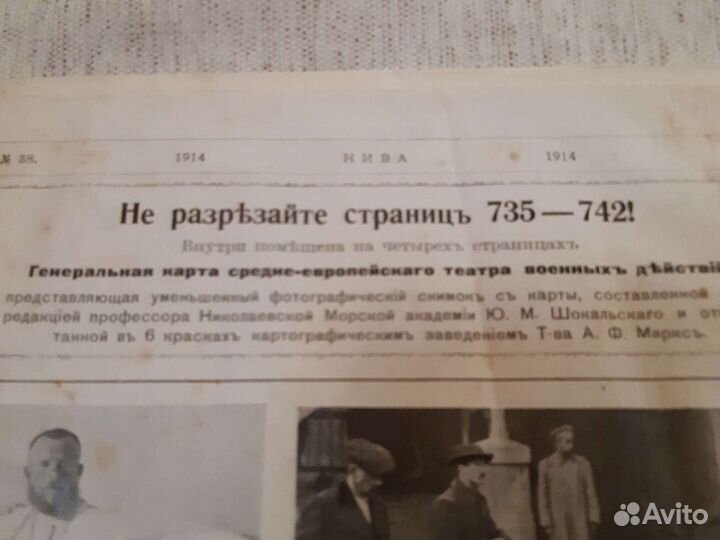 № 38. 1914 НИВА 1914
Не разрѣзайте страницъ 735—742!
Внутри помѣщена на четырехъ страницахъ
Генеральная карта средне-европейскаго театра военныхъ дѣйстві
представляющая уменьшенный фотографическій снимокъ съ карты, составленной
редакціей профессора Николаевской Морской академіи Ю. М. Шокальскаго и отп
танной въ 6 краскахъ картографическимъ заведеніемъ Т-ва А. Ф. Марксъ.
Avito